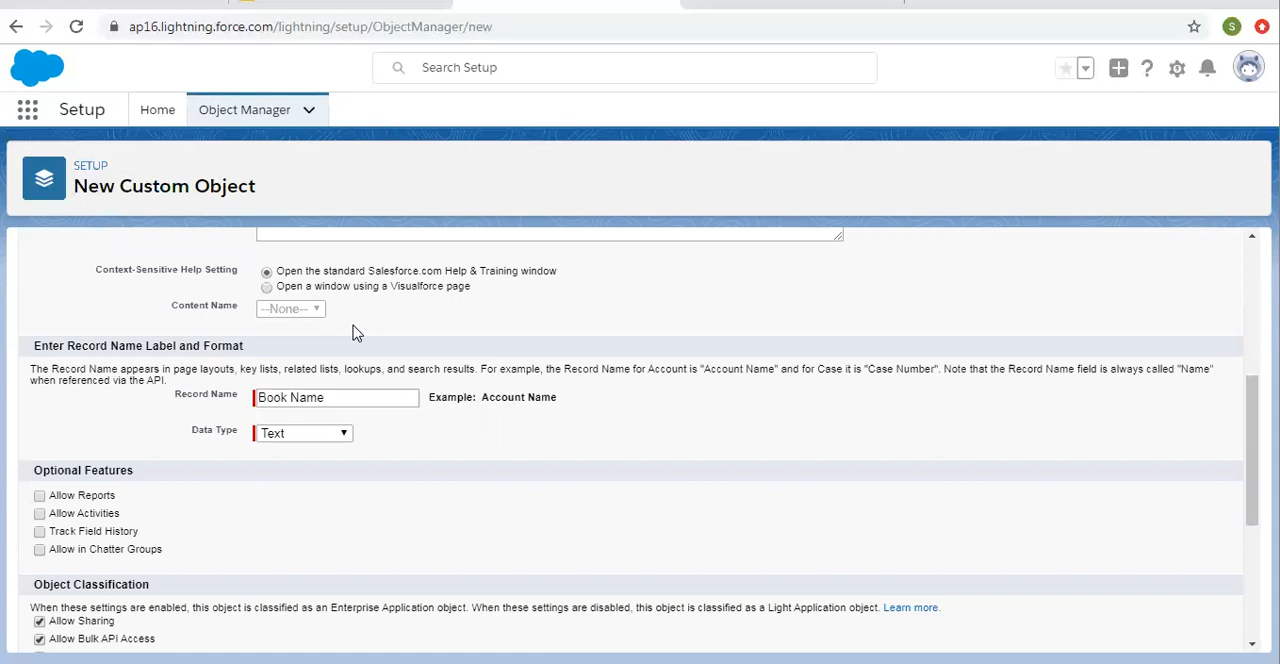 ap16.lightning.force.com/lightning/setup/ObjectManager/new
S
Search Setup
Setup Home Object Manager
SETUP
New Custom Object
Context-Sensitive Help Setting Open the standard Salesforce.com Help & Training window
Open a window using a Visualforce page
Content Name --None--
Enter Record Name Label and Format
The Record Name appears in page layouts, key lists, related lists, lookups, and search results. For example, the Record Name for Account is "Account Name" and for Case it is "Case Number". Note that the Record Name field is always called "Name"
when referenced via the API.
Record Name Book Name Example: Account Name
Data Type Text
Optional Features
Allow Reports
Allow Activities
Track Field History
Allow in Chatter Groups
Object Classification
When these settings are enabled, this object is classified as an Enterprise Application object. When these settings are disabled, this object is classified as a Light Application object. Learn more.
Allow Sharing
Allow Bulk API Access